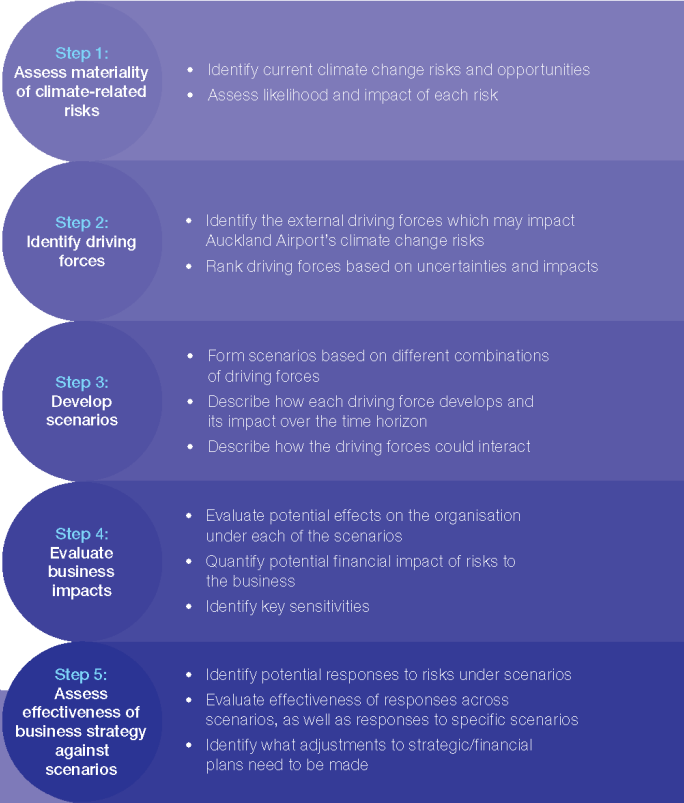 Step 1:
Assess materiality
of climate-related
risks
• Identify current climate change risks and opportunities
• Assess likelihood and impact of each risk
Step 2:
Identify driving
forces
• Identify the external driving forces which may impact
Auckland Airport's climate change risks
• Rank driving forces based on uncertainties and impacts
Step 3:
Develop
scenarios
• Form scenarios based on different combinations
of driving forces
• Describe how each driving force develops and
its impact over the time horizon
• Describe how the driving forces could interact
Step 4:
Evaluate
business
impacts
• Evaluate potential effects on the organisation
under each of the scenarios
• Quantify potential financial impact of risks to
the business
• Identify key sensitivities
Step 5:
Assess
effectiveness of
business strategy
against
scenarios
• Identify potential responses to risks under scenarios
• Evaluate effectiveness of responses across
scenarios, as well as responses to specific scenarios
• Identify what adjustments to strategic/financial
plans need to be made